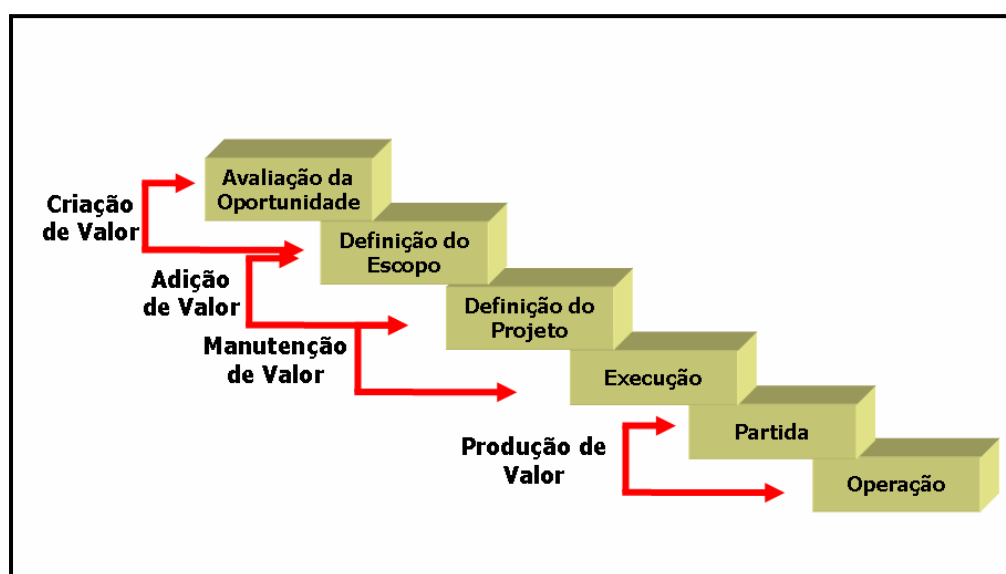 Avaliação da
Oportunidade
Criação
de Valor
Definição do
Escopo
Adição
de Valor
Definição do
Projeto
Manutenção
de Valor
Execução
Partida
Produção de
Valor
Operação